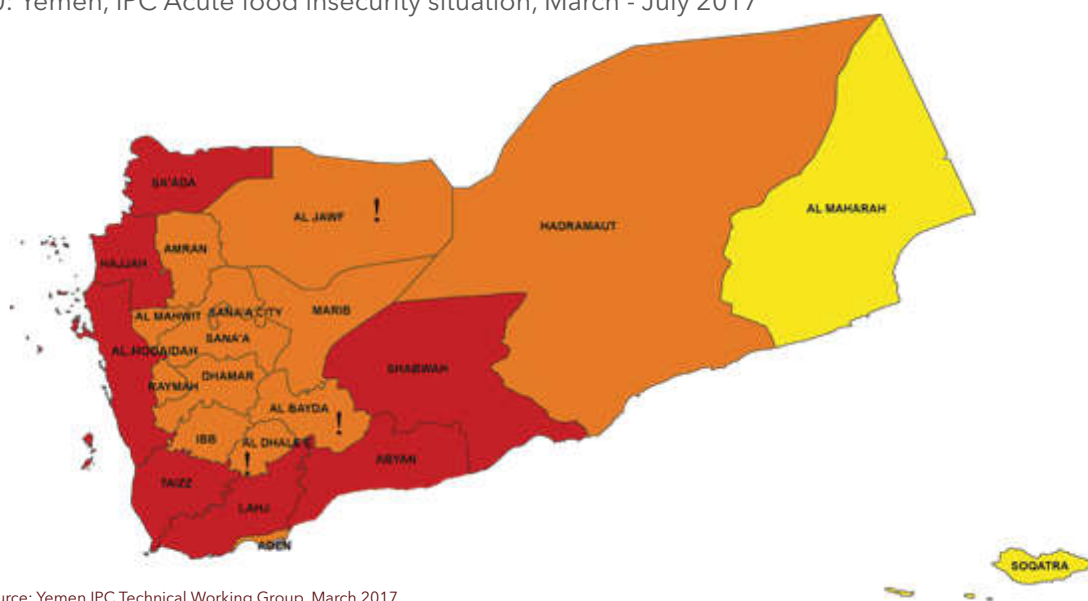 : Yemen, IPC Acute food insecurity situation, March - July 2017
SA'ADA
AL JAWF !
HADRAMAUT
AL MAHARAH
AMRAN
HAJJAH
AL MAHWIT
SANA'A CITY
MARIB
SANA'A
AL HODAIDAH
DHAMAR
RAYMAH
SHABWAH
AL BAYDA !
IBB
AL DHALE'E !
ABYAN
TAIZZ
LAHJ
ADEN
SOQATRA
urce: Yemen IPC Technical Working Group, March 2017